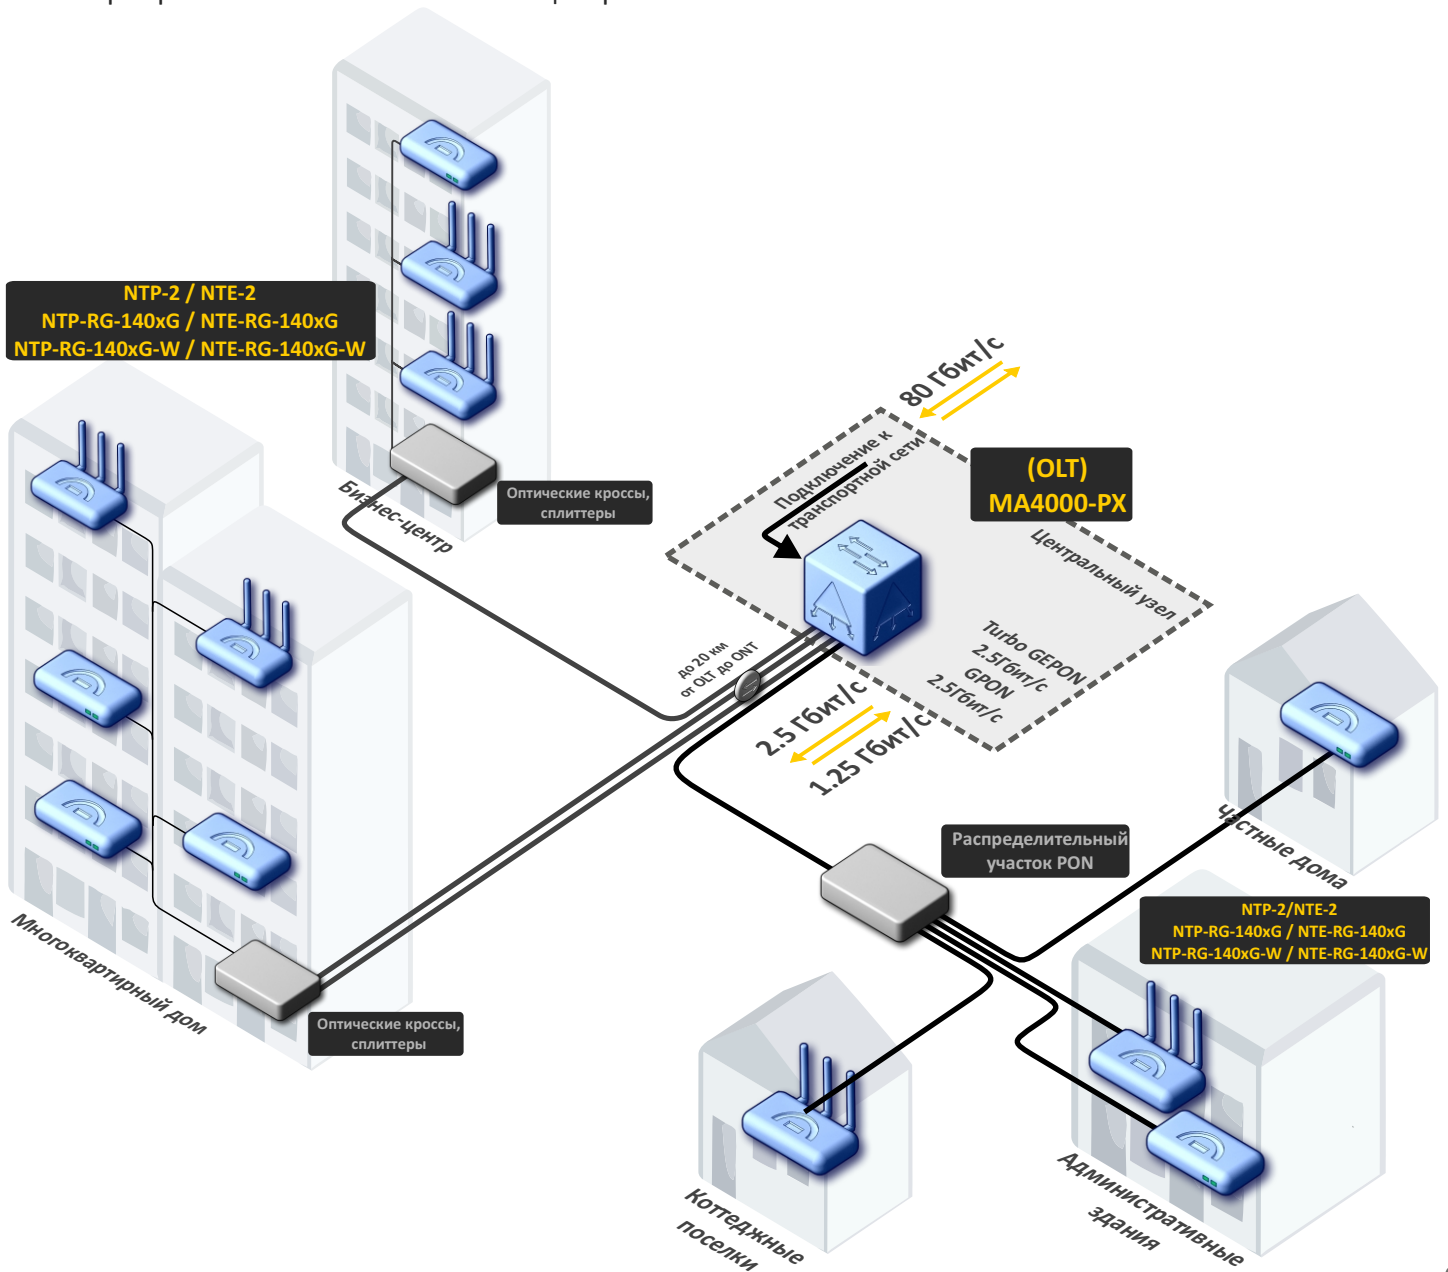 NTP-2 / NTE-2
NTP-RG-140xG / NTE-RG-140xG
NTP-RG-140xG-W / NTE-RG-140xG-W
80 Гбит/с
Подключение к
транспортной сети
(OLT)
MA4000-PX
Оптические кроссы,
сплиттеры
Бизнес-центр
Центральный узел
до 20 км
от OLT до ONT
Turbo GEPON
2.5Гбит/с
GPON
2.5Гбит/с
2.5 Гбит/с
1.25 Гбит/с
Частные дома
Распределительный
участок PON
NTP-2/NTE-2
NTP-RG-140xG / NTE-RG-140xG
NTP-RG-140xG-W / NTE-RG-140xG-W
Многоквартирный дом
Оптические кроссы,
сплиттеры
Коттеджные
поселки
Административные
здания